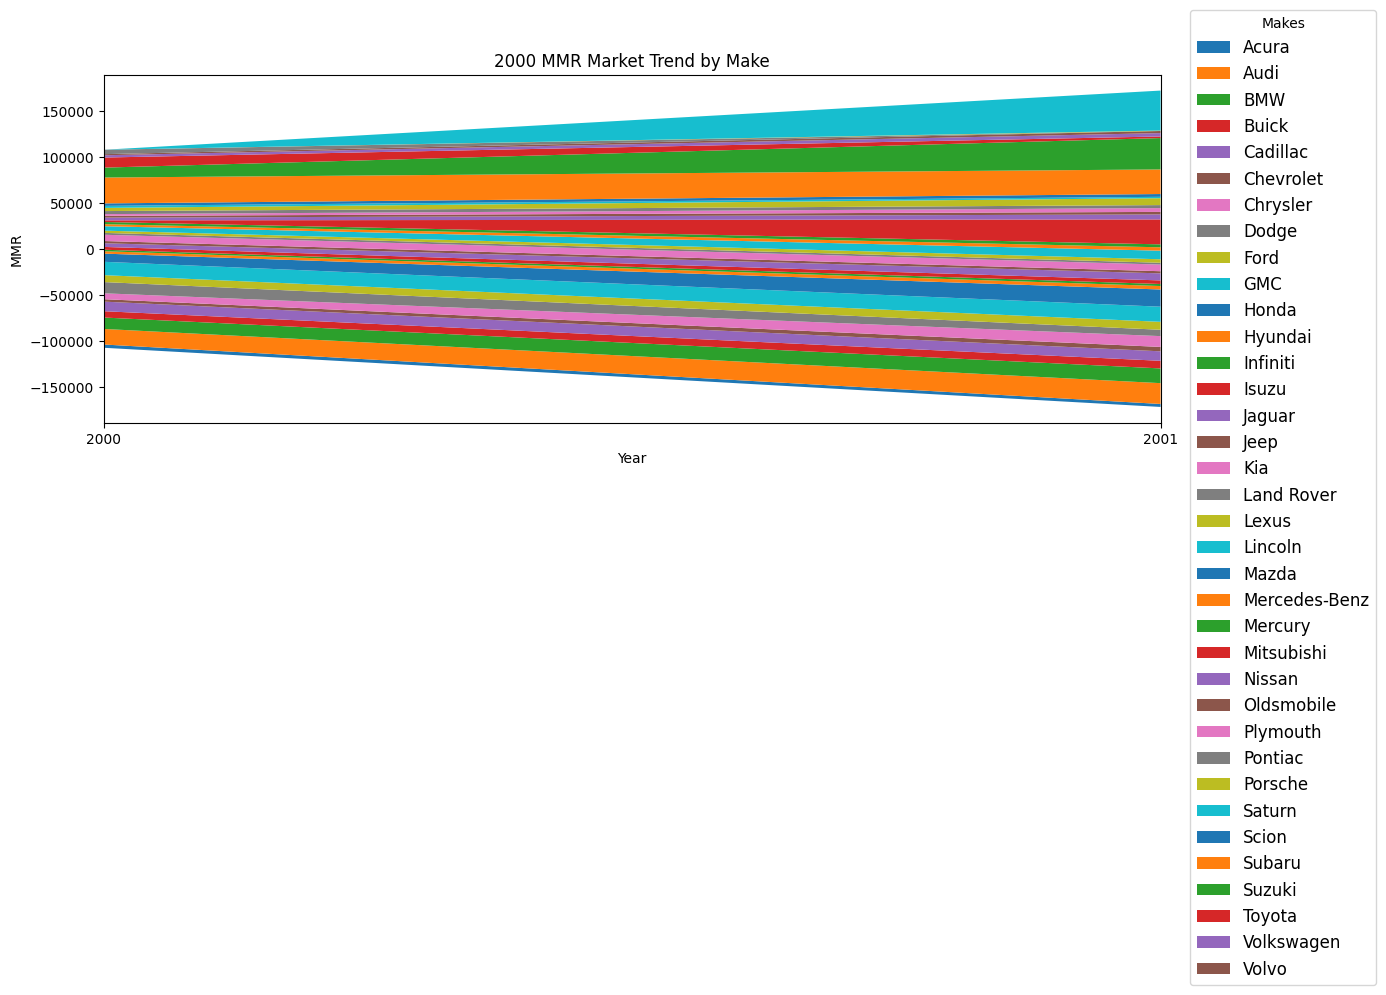 2000 MMR Market Trend by Make
MMR
150000
100000
50000
0
−50000
−100000
−150000
2000
2001
Year
Makes
Acura
Audi
BMW
Buick
Cadillac
Chevrolet
Chrysler
Dodge
Ford
GMC
Honda
Hyundai
Infiniti
Isuzu
Jaguar
Jeep
Kia
Land Rover
Lexus
Lincoln
Mazda
Mercedes-Benz
Mercury
Mitsubishi
Nissan
Oldsmobile
Plymouth
Pontiac
Porsche
Saturn
Scion
Subaru
Suzuki
Toyota
Volkswagen
Volvo